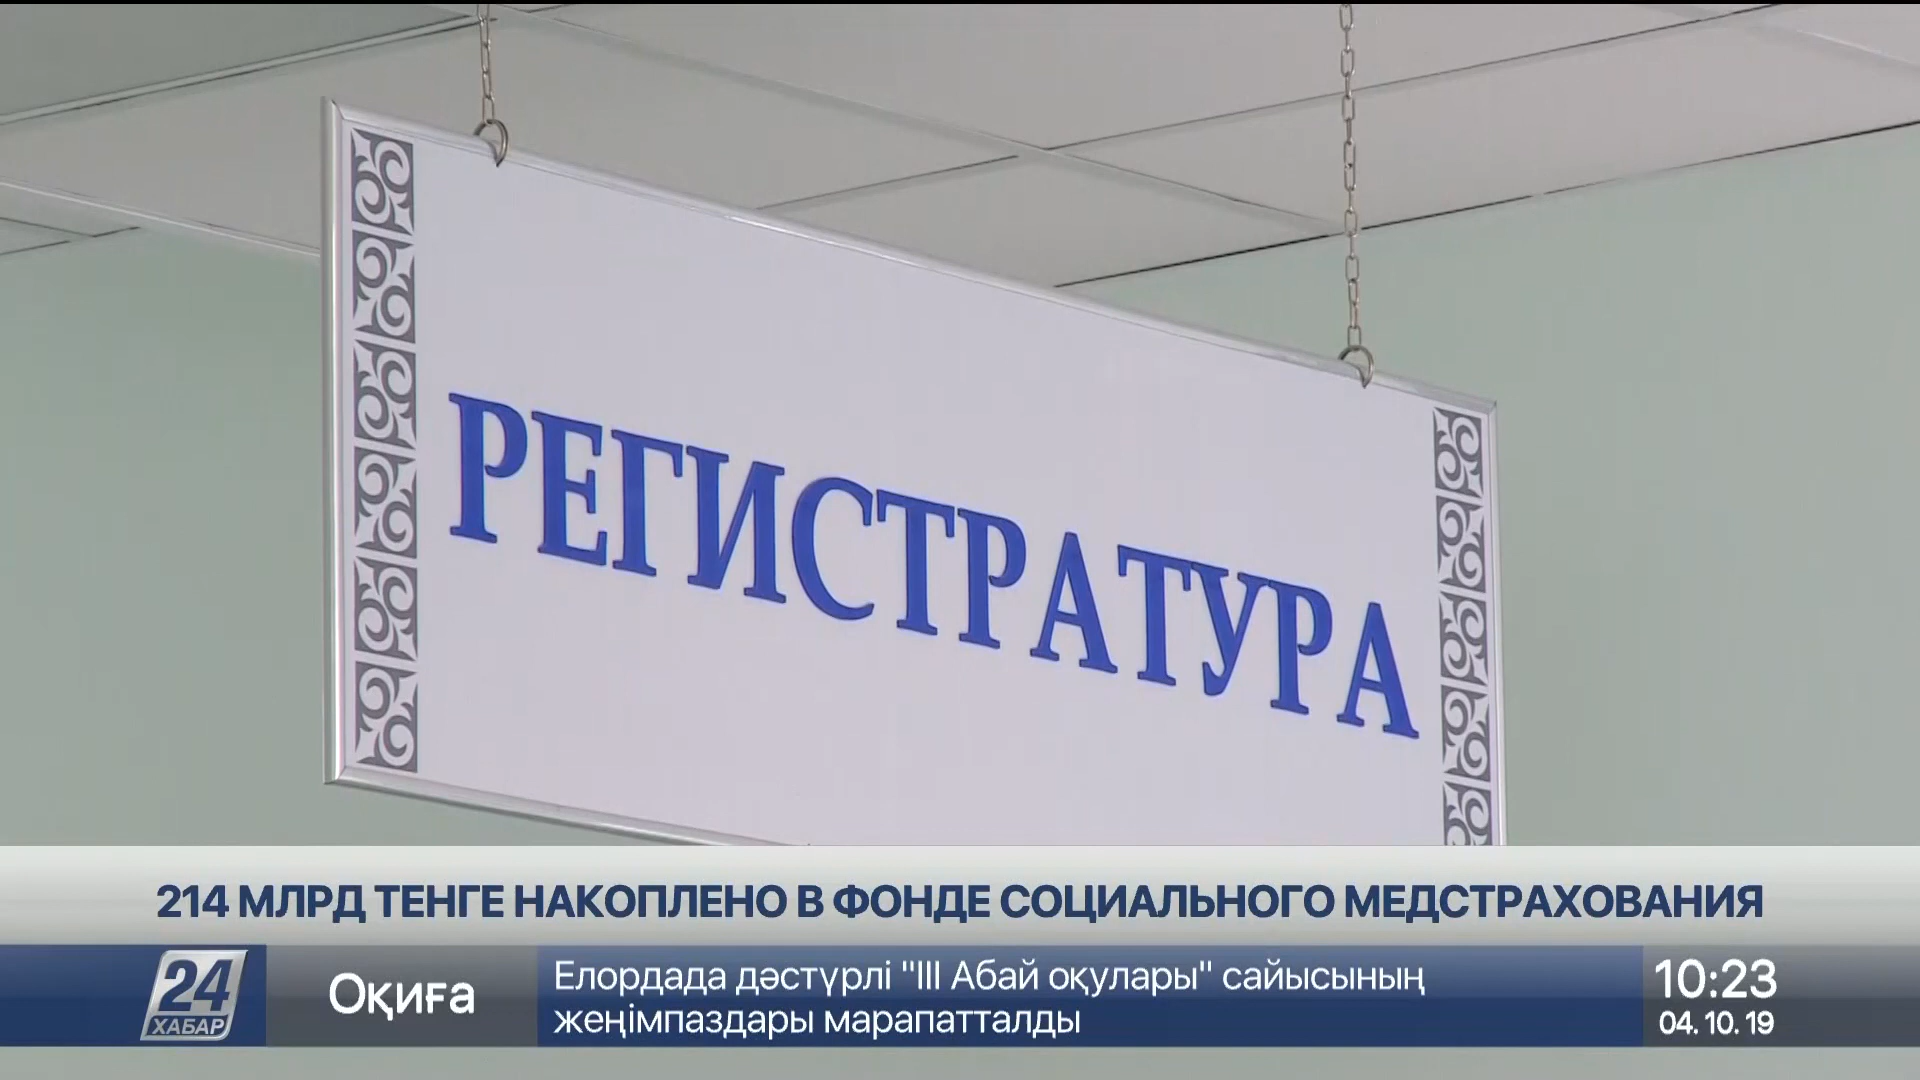 РЕГИСТРАТУРА
214 МЛРД ТЕНГЕ НАКОПЛЕНО В ФОНДЕ СОЦИАЛЬНОГО МЕДСТРАХОВАНИЯ
24
ХАБАР
Оқиға
Елордада дәстүрлі "III Абай оқулары" сайысының
жеңімпаздары марапатталды
10:23
04. 10. 19